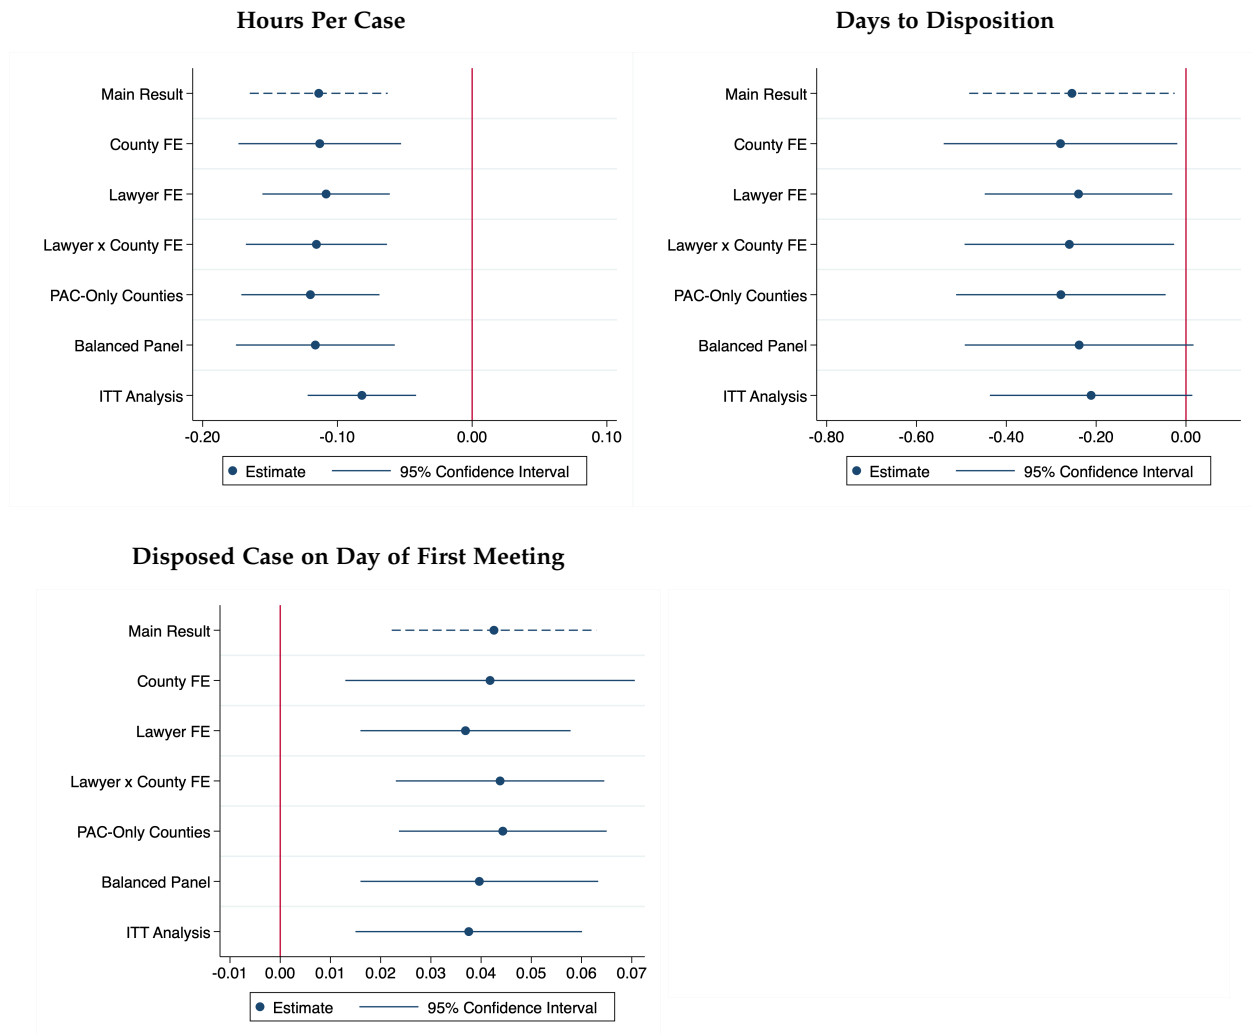 Hours Per Case
Main Result
County FE
Lawyer FE
Lawyer x County FE
PAC-Only Counties
Balanced Panel
ITT Analysis
-0.20 -0.10 0.00 0.10
Estimate 95% Confidence Interval
Days to Disposition
Main Result
County FE
Lawyer FE
Lawyer x County FE
PAC-Only Counties
Balanced Panel
ITT Analysis
-0.80 -0.60 -0.40 -0.20 0.00
Estimate 95% Confidence Interval
Disposed Case on Day of First Meeting
Main Result
County FE
Lawyer FE
Lawyer x County FE
PAC-Only Counties
Balanced Panel
ITT Analysis
-0.01 0.00 0.01 0.02 0.03 0.04 0.05 0.06 0.07
Estimate 95% Confidence Interval